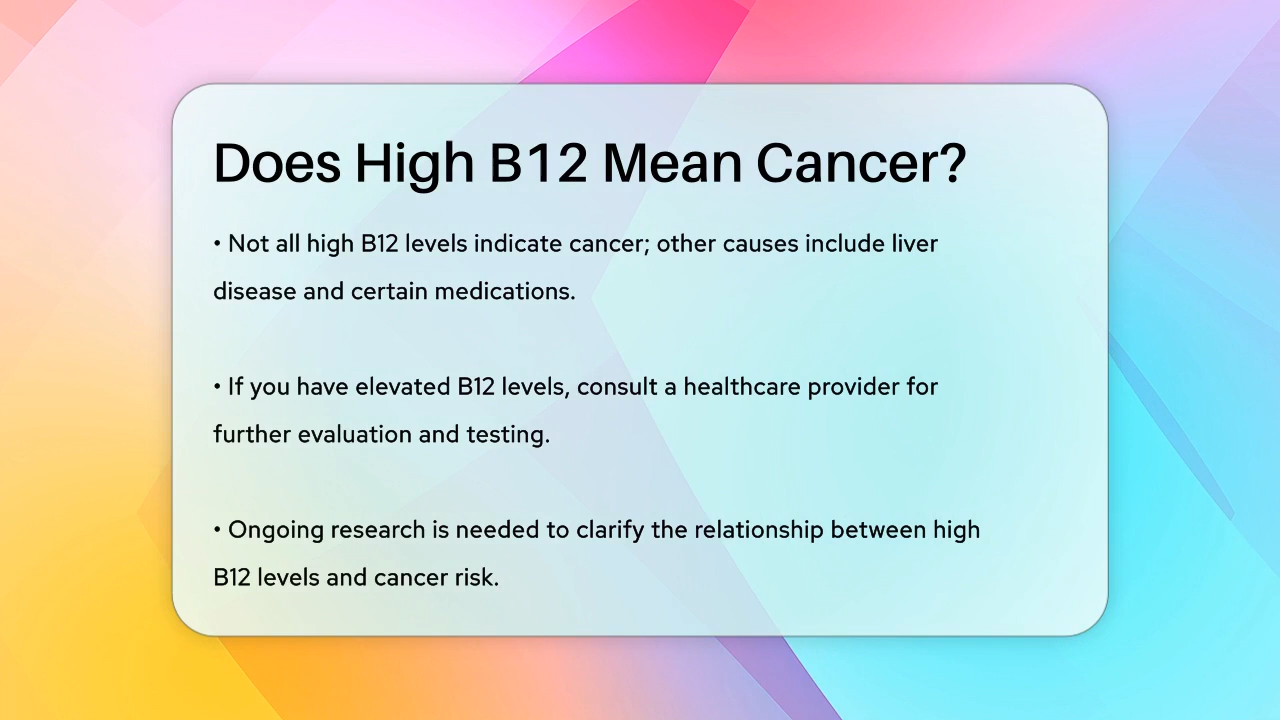 Does High B12 Mean Cancer?
• Not all high B12 levels indicate cancer; other causes include liver
disease and certain medications.
• If you have elevated B12 levels, consult a healthcare provider for
further evaluation and testing.
• Ongoing research is needed to clarify the relationship between high
B12 levels and cancer risk.